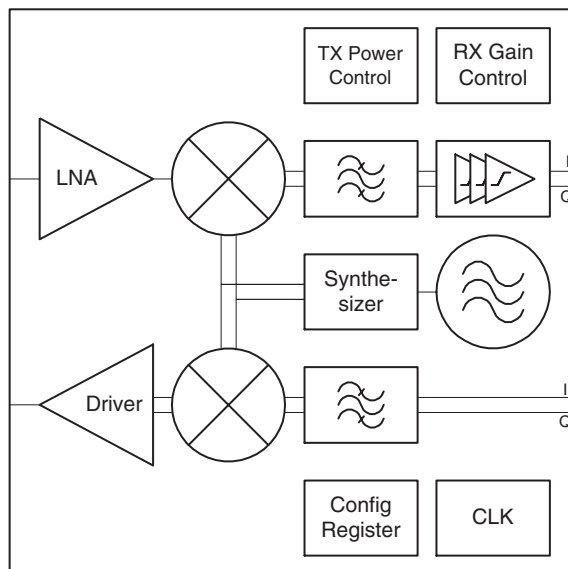 TX Power
Control
RX Gain
Control
LNA
I
Q
Synthe-
sizer
Driver
I
Q
Config
Register
CLK